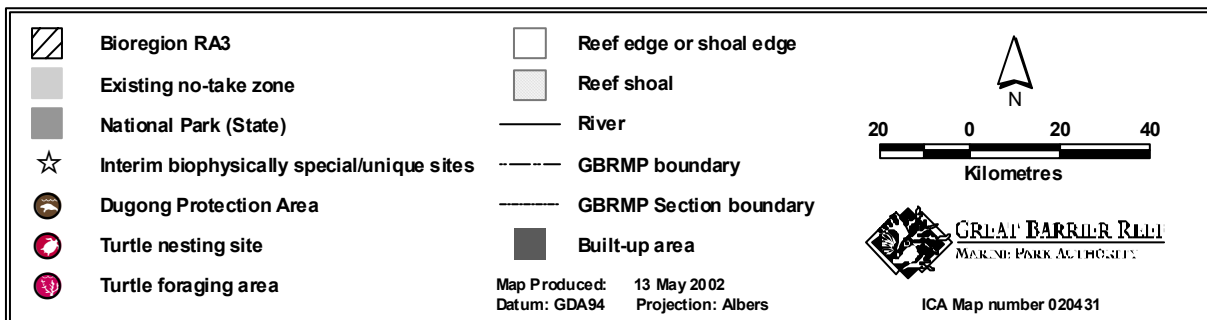 Bioregion RA3
Existing no-take zone
National Park (State)
Interim biophysically special/unique sites
Dugong Protection Area
Turtle nesting site
Turtle foraging area
Reef edge or shoal edge
Reef shoal
River
GBRMP boundary
GBRMP Section boundary
Built-up area
Map Produced: 13 May 2002
Datum: GDA94 Projection: Albers
N
20 0 20 40
Kilometres
GREAT BARRIER REEF
MARINE PARK AUTHORITY
ICA Map number 020431